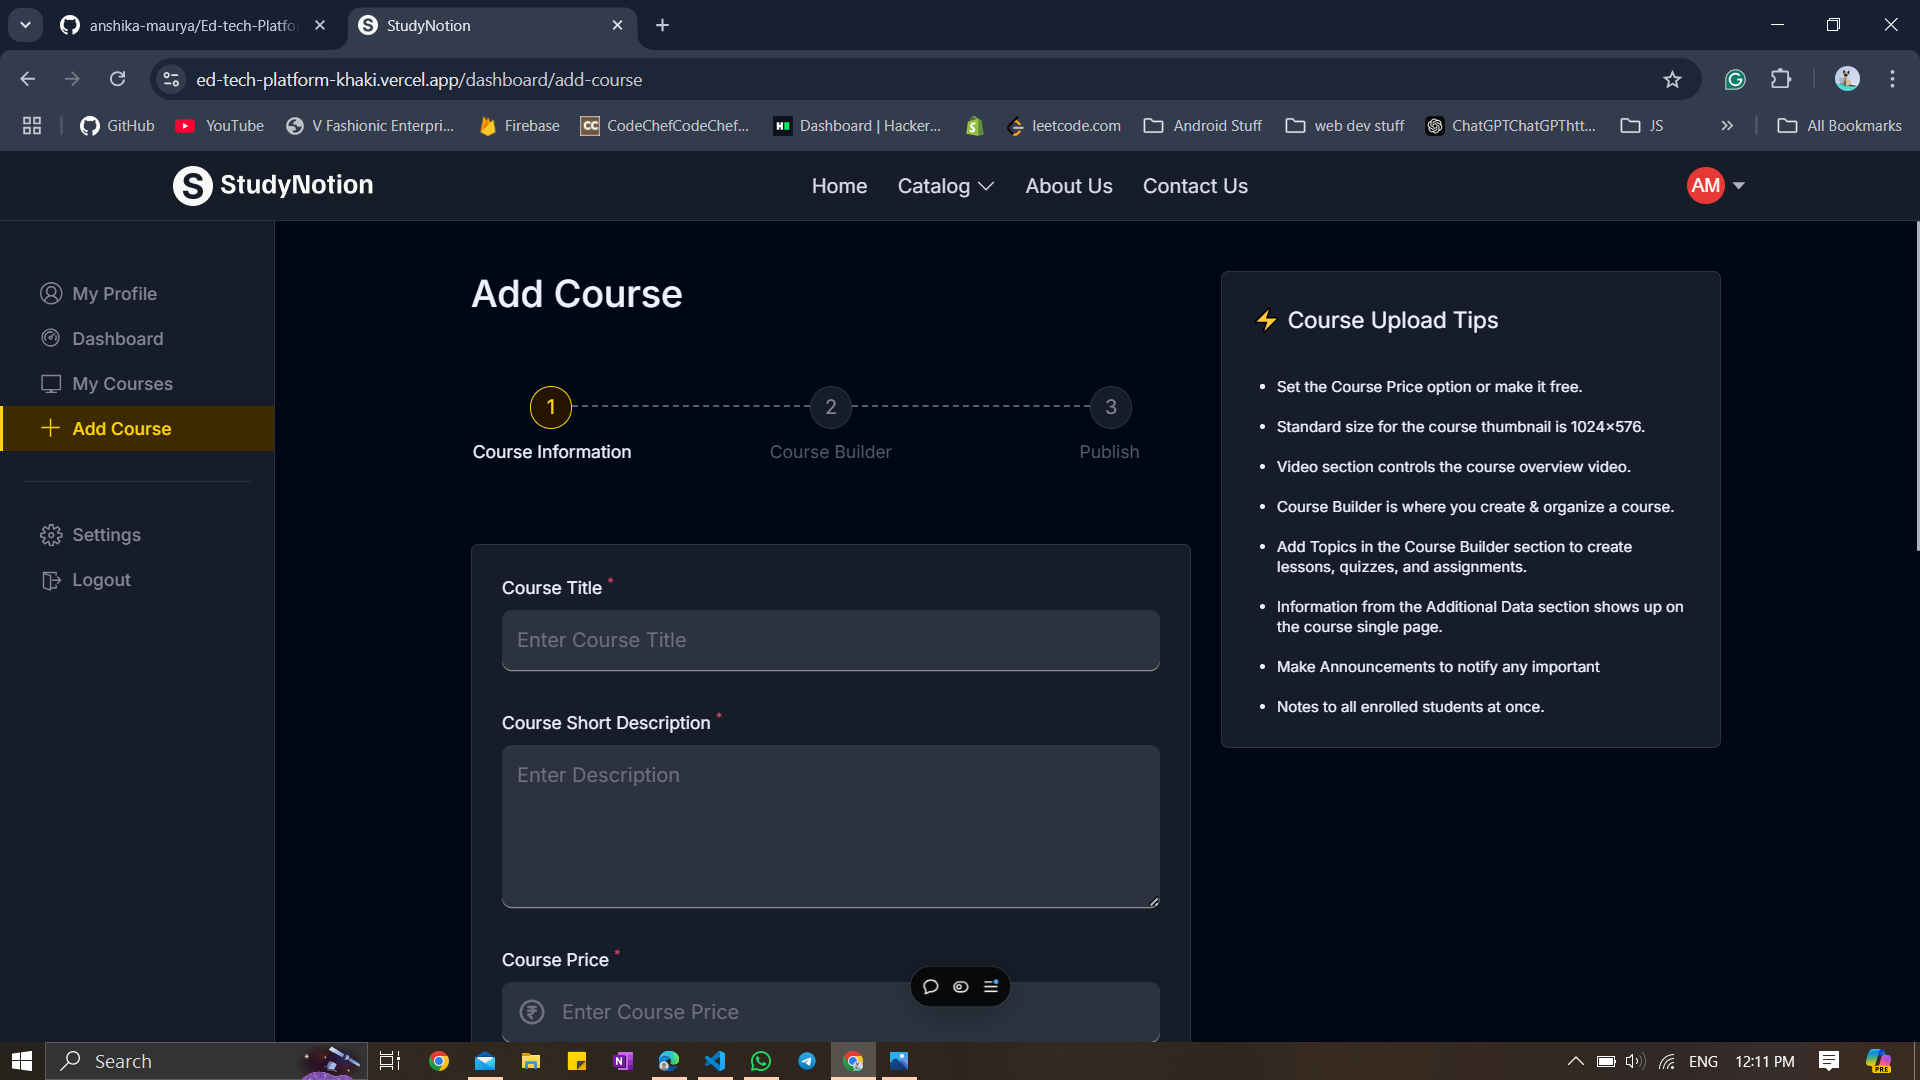 anshika-maurya/Ed-tech-Platfo
StudyNotion
ed-tech-platform-khaki.vercel.app/dashboard/add-course
GitHub
YouTube
V Fashionic Enterpri...
CC
Firebase
CodeChefCodeChef...
Dashboard | Hacker...
leetcode.com
Android Stuff
web dev stuff
ChatGPTChatGPThtt...
JS
All Bookmarks
S StudyNotion
Home
Catalog
About Us
Contact Us
AM
My Profile
Dashboard
My Courses
Add Course
Settings
Logout
Add Course
1
2
3
Course Information
Course Builder
Publish
Course Title *
Enter Course Title
Course Short Description *
Enter Description
Course Price *
₹ Enter Course Price
Course Upload Tips
• Set the Course Price option or make it free.
• Standard size for the course thumbnail is 1024×576.
• Video section controls the course overview video.
• Course Builder is where you create & organize a course.
• Add Topics in the Course Builder section to create
lessons, quizzes, and assignments.
• Information from the Additional Data section shows up on
the course single page.
• Make Announcements to notify any important
• Notes to all enrolled students at once.
Search
ENG
12:11 PM
PRE